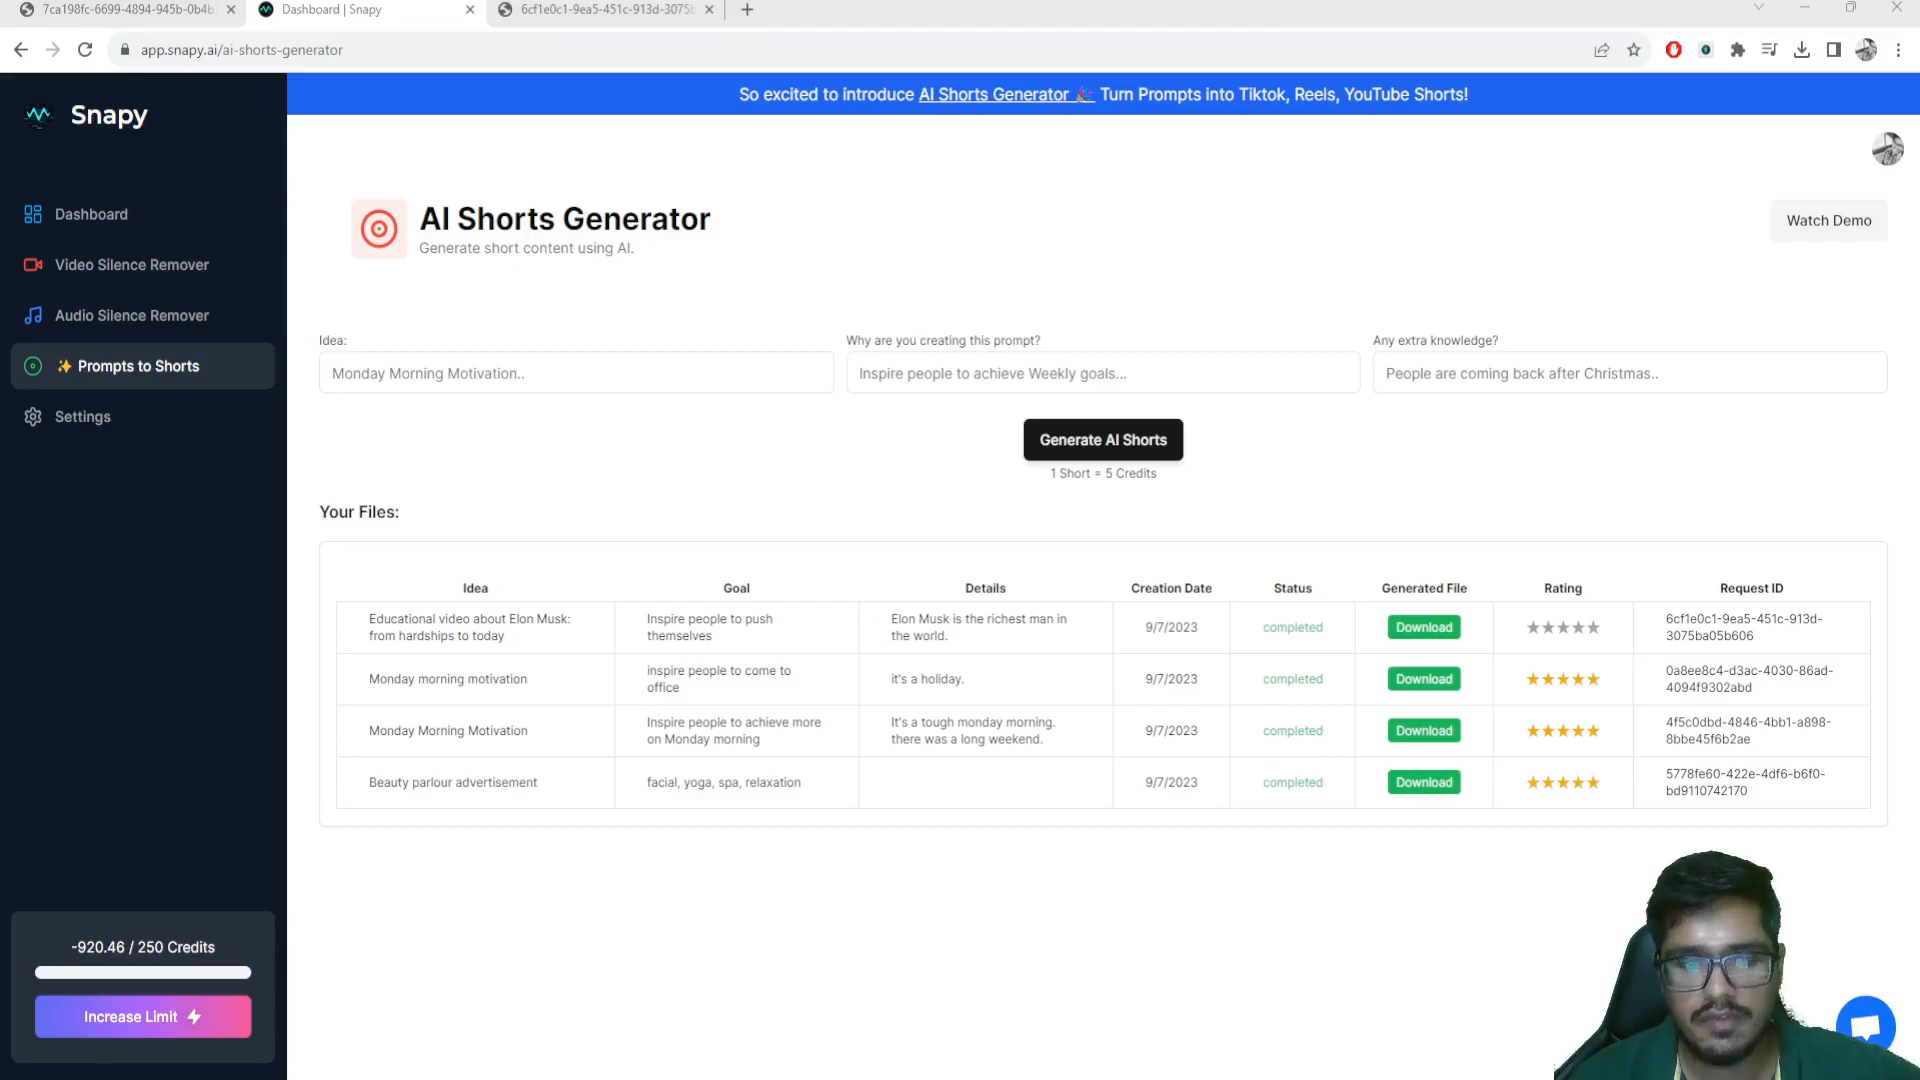 7ca198fc-6699-4894-945b-0b4b
Dashboard | Snapy
6cf1e0c1-9ea5-451c-913d-3075b
app.snapy.ai/ai-shorts-generator
So excited to introduce AI Shorts Generator 🎉 Turn Prompts into Tiktok, Reels, YouTube Shorts!
Snapy
Dashboard
Video Silence Remover
Audio Silence Remover
✨ Prompts to Shorts
Settings
-920.46 / 250 Credits
Increase Limit
AI Shorts Generator
Generate short content using AI.
Watch Demo
Idea:
Monday Morning Motivation..
Why are you creating this prompt?
Inspire people to achieve Weekly goals...
Any extra knowledge?
People are coming back after Christmas..
Generate AI Shorts
1 Short = 5 Credits
Your Files:
Idea Goal Details Creation Date Status Generated File Rating Request ID
Educational video about Elon Musk:
from hardships to today
Inspire people to push
themselves
Elon Musk is the richest man in
the world.
9/7/2023
completed
Download
★★★★★
6cf1e0c1-9ea5-451c-913d-
3075ba05b606
Monday morning motivation
inspire people to come to
office
it's a holiday.
9/7/2023
completed
Download
★★★★★
0a8ee8c4-d3ac-4030-86ad-
4094f9302abd
Monday Morning Motivation
Inspire people to achieve more
on Monday morning
It's a tough monday morning.
there was a long weekend.
9/7/2023
completed
Download
★★★★★
4f5c0dbd-4846-4bb1-a898-
8bbe45f6b2ae
Beauty parlour advertisement
facial, yoga, spa, relaxation
9/7/2023
completed
Download
★★★★★
5778fe60-422e-4df6-b6f0-
bd9110742170